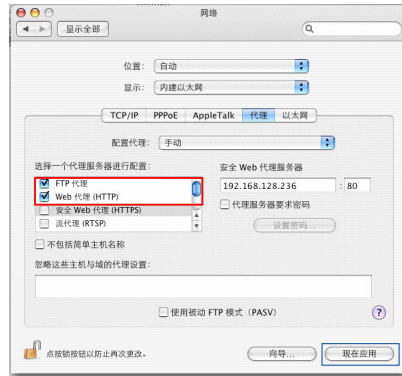 网络
显示全部
位置： 自动
显示： 内建以太网
TCP/IP PPPoE AppleTalk 代理 以太网
配置代理： 手动
选择一个代理服务器进行配置： 安全 Web 代理服务器
FTP 代理
Web 代理 (HTTP)
安全 Web 代理 (HTTPS)
流代理 (RTSP)
192.168.128.236 : 80
代理服务器要求密码
设置密码...
不包括简单主机名称
忽略这些主机与域的代理设置：
使用被动 FTP 模式（PASV）
?
点按锁按钮以防止再次更改。
向导... 现在应用